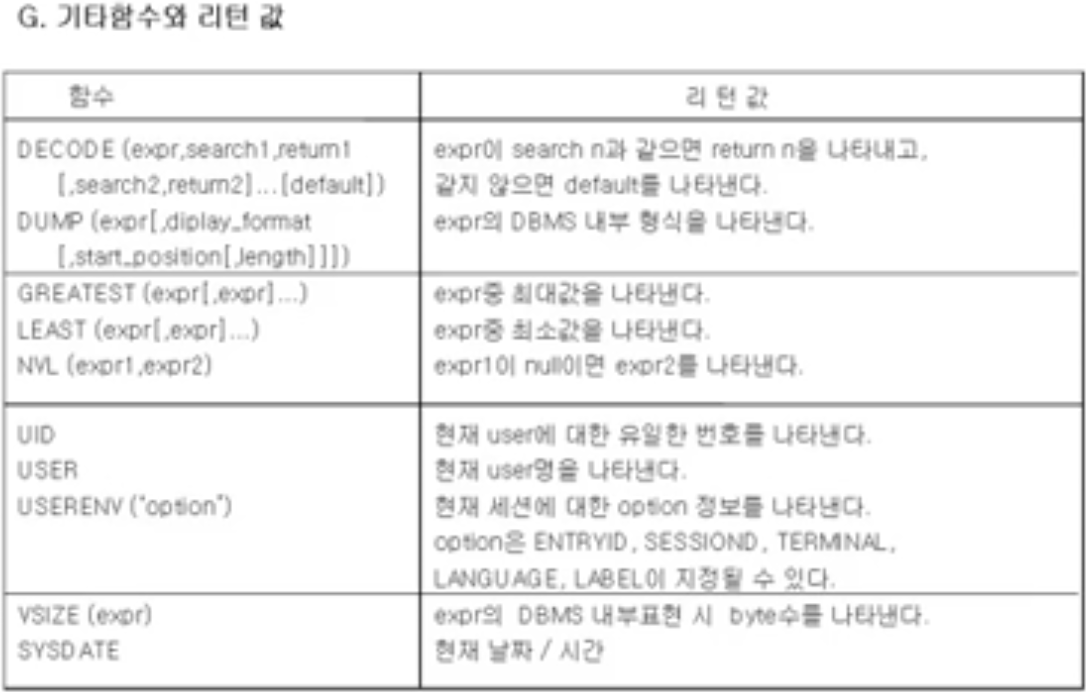 G. 기타함수와 리턴 값
함수 리 턴 값
DECODE (expr,search1,return1 expr이 search n과 같으면 return n을 나타내고,
[,search2,return2]...[default]) 같지 않으면 default를 나타낸다.
DUMP (expr[,diplay_format expr의 DBMS 내부 형식을 나타낸다.
[,start_position[,length]]])
GREATEST (expr[,expr]...) expr중 최대값을 나타낸다.
LEAST (expr[,expr]...) expr중 최소값을 나타낸다.
NVL (expr1,expr2) expr1이 null이면 expr2를 나타낸다.
UID 현재 user에 대한 유일한 번호를 나타낸다.
USER 현재 user명을 나타낸다.
USERENV ("option") 현재 세션에 대한 option 정보를 나타낸다.
option은 ENTRYID, SESSIOND, TERMINAL,
LANGUAGE, LABEL이 지정될 수 있다.
VSIZE (expr) expr의 DBMS 내부표현 시 byte수를 나타낸다.
SYSDATE 현재 날짜 / 시간